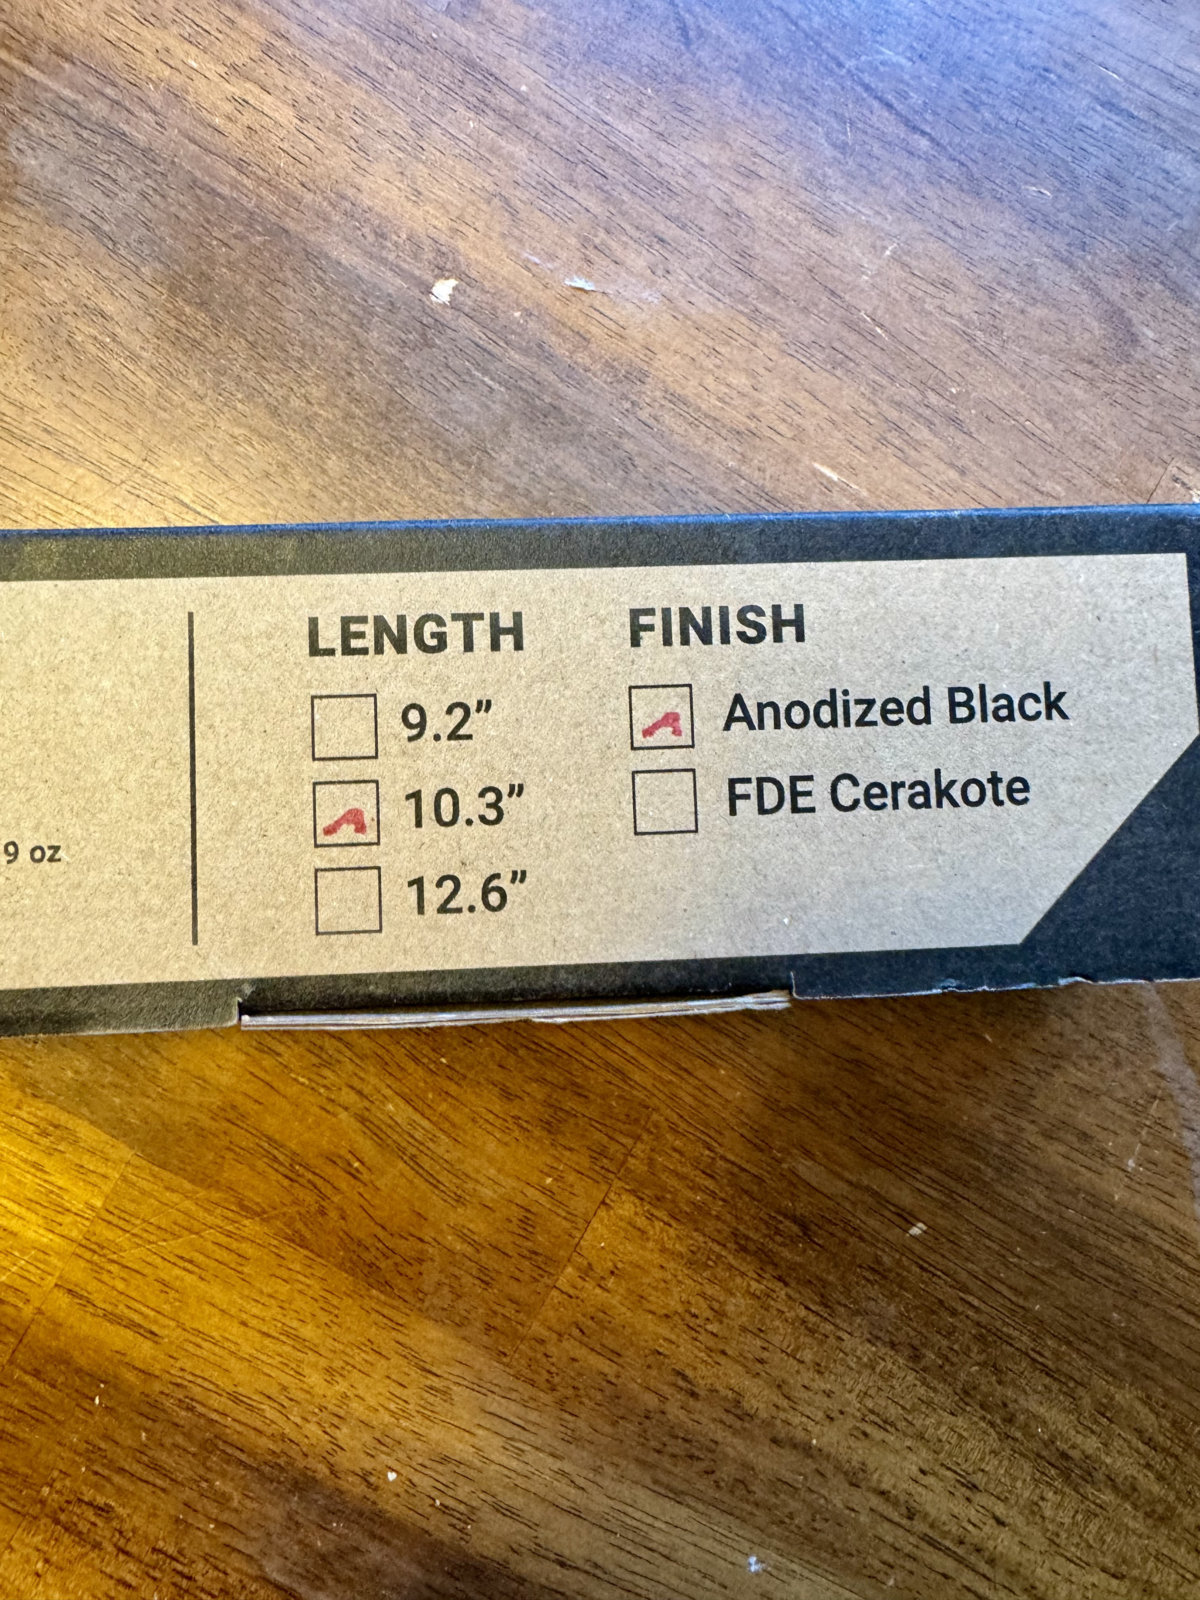 LENGTH
9.2”
10.3”
12.6”
FINISH
Anodized Black
FDE Cerakote
9 oz